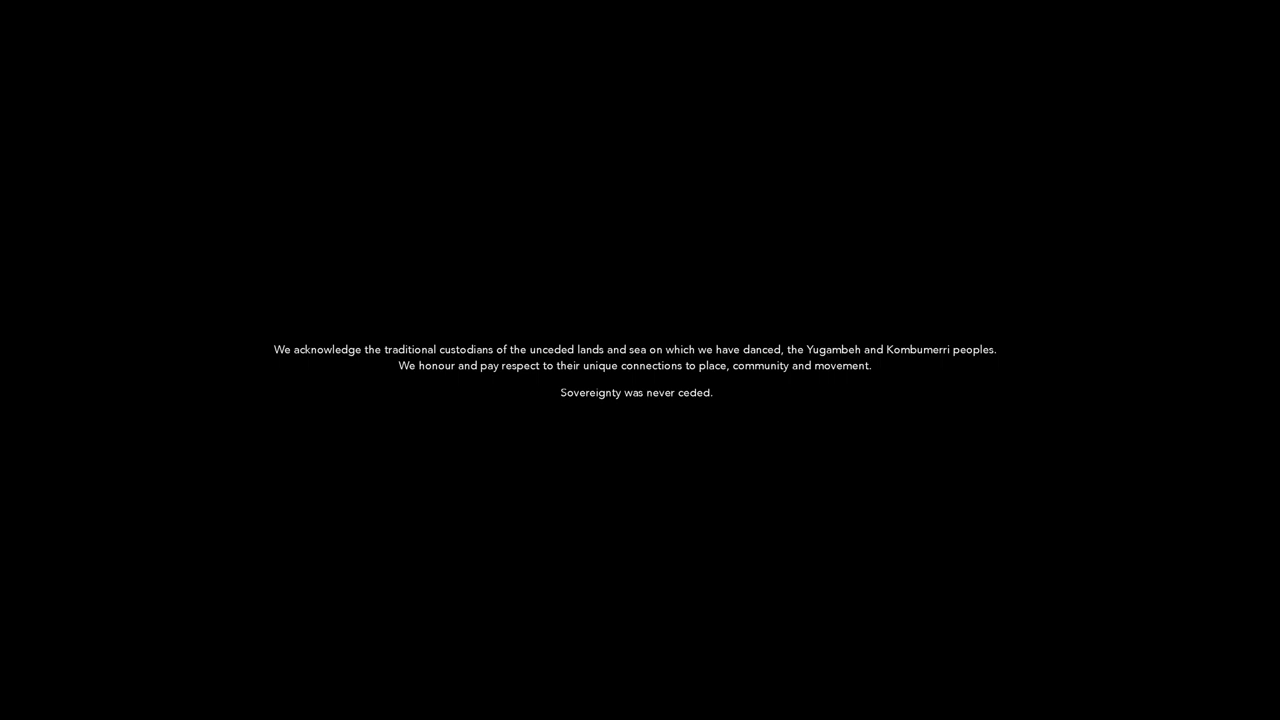 We acknowledge the traditional custodians of the unceded lands and sea on which we have danced, the Yugambeh and Kombumerri peoples.
We honour and pay respect to their unique connections to place, community and movement.
Sovereignty was never ceded.